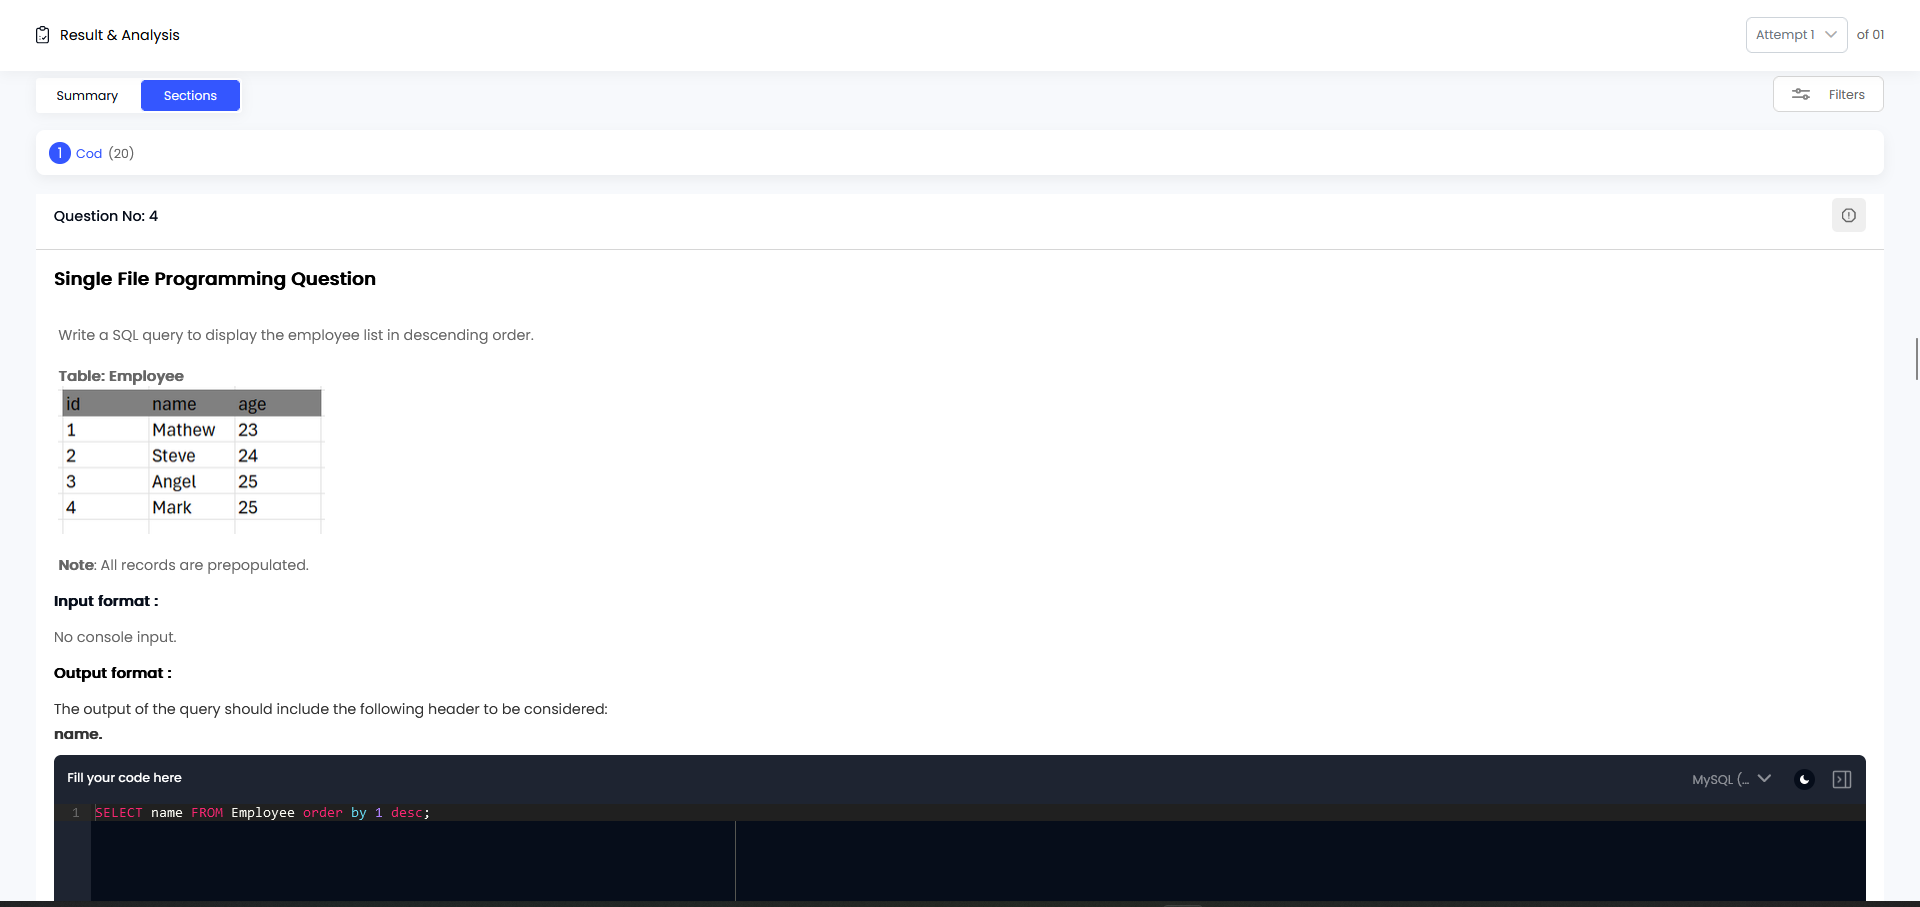 Result & Analysis
Attempt 1 of 01
Summary Sections
Filters
1 Cod (20)
Question No: 4
Single File Programming Question
Write a SQL query to display the employee list in descending order.
Table: Employee
id name age
1 Mathew 23
2 Steve 24
3 Angel 25
4 Mark 25
Note: All records are prepopulated.
Input format :
No console input.
Output format :
The output of the query should include the following header to be considered:
name.
Fill your code here
MySQL (...
1 SELECT name FROM Employee order by 1 desc;